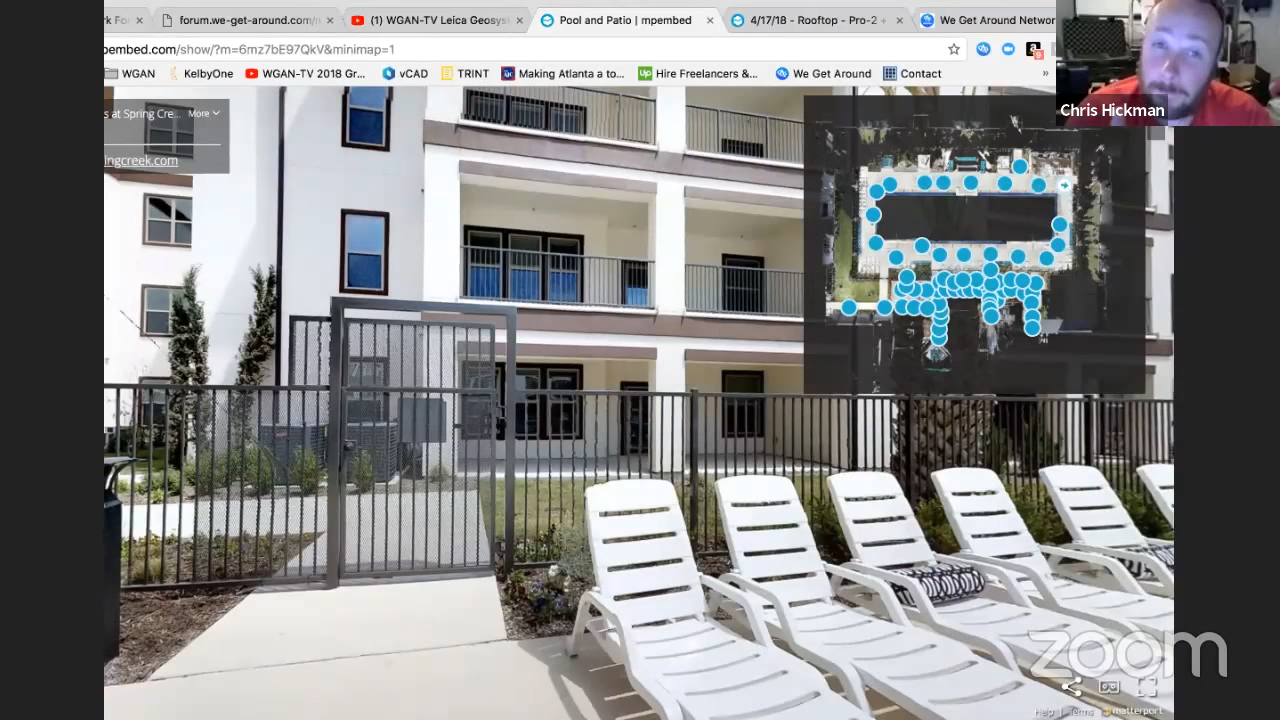 rk Fo
forum.we-get-around.com/n
(1) WGAN-TV Leica Geosyst
Pool and Patio | mpembed
4/17/18 - Rooftop - Pro-2 +
We Get Around Networ
pembed.com/show/?m=6mz7bE97QkV&minimap=1
WGAN
KelbyOne
WGAN-TV 2018 Gr...
vCAD
TRINT
Making Atlanta a to...
Hire Freelancers &...
We Get Around
Contact
»
Chris Hickman
s at Spring Cre... More
ingcreek.com
zoom
Help | Terms matterport